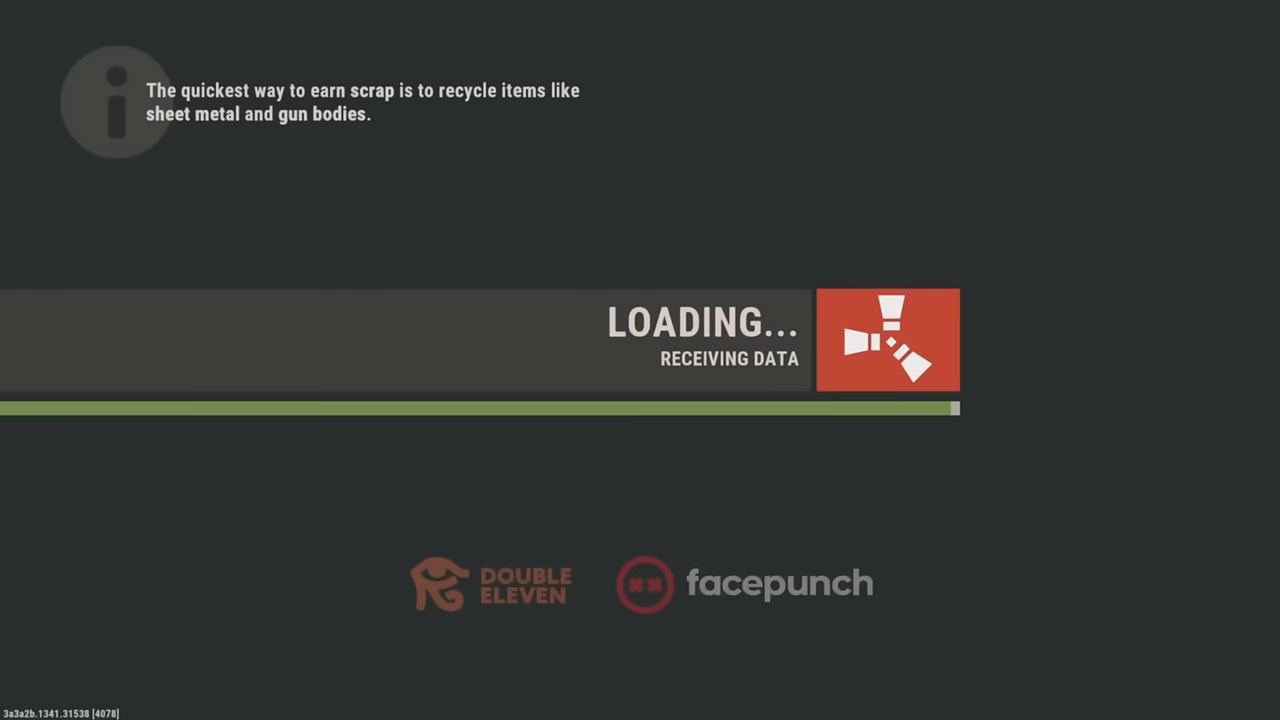 The quickest way to earn scrap is to recycle items like
sheet metal and gun bodies.
LOADING...
RECEIVING DATA
DOUBLE
ELEVEN
facepunch
3a3a2b.1341.31538 [4078]